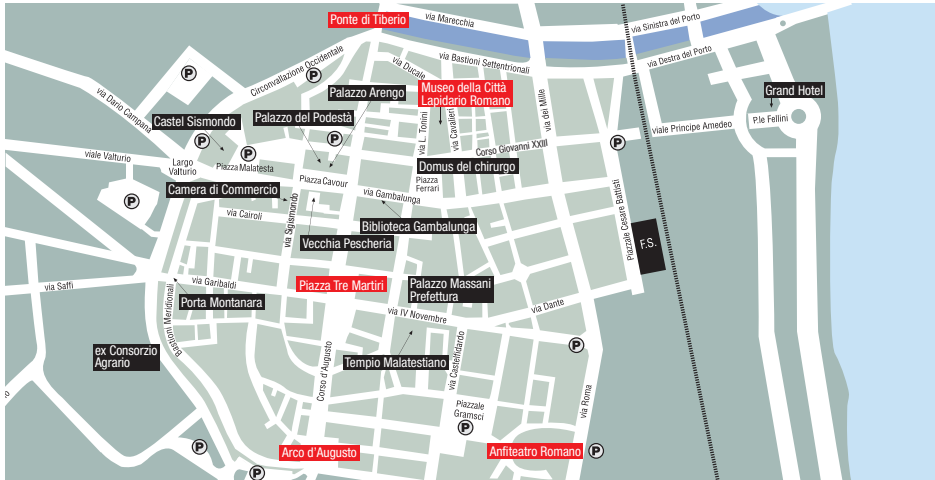 Ponte di Tiberio
via Marecchia
via Sinistra del Porto
via Destra del Porto
via Bastioni Settentrionali
Circonvallazione Occidentale
via Ducale
P
P
Palazzo Arengo
Museo della Città
Lapidario Romano
Grand Hotel
via Dario Campana
Castel Sismondo
Palazzo del Podestà
via L. Tonini
via Cavalieri
via dei Mille
P.le Fellini
viale Principe Amedeo
P
P
P
P
Corso Giovanni XXIII
viale Valturio
Largo
Valturio
Piazza Malatesta
Domus del chirurgo
Piazza Cavour
Piazza
Ferrari
Camera di Commercio
via Gambalunga
P
via Cairoli
via Sigismondo
Biblioteca Gambalunga
Vecchia Pescheria
Piazzale Cesare Battisti
F.S.
via Saffi
via Garibaldi
Piazza Tre Martiri
Palazzo Massani
Prefettura
Porta Montanara
via Dante
via IV Novembre
Bastioni Meridionali
ex Consorzio
Agrario
Corso d'Augusto
Tempio Malatestiano
via Castelfidardo
P
via Roma
Piazzale
Gramsci
P
P
Arco d'Augusto
Anfiteatro Romano
P
P